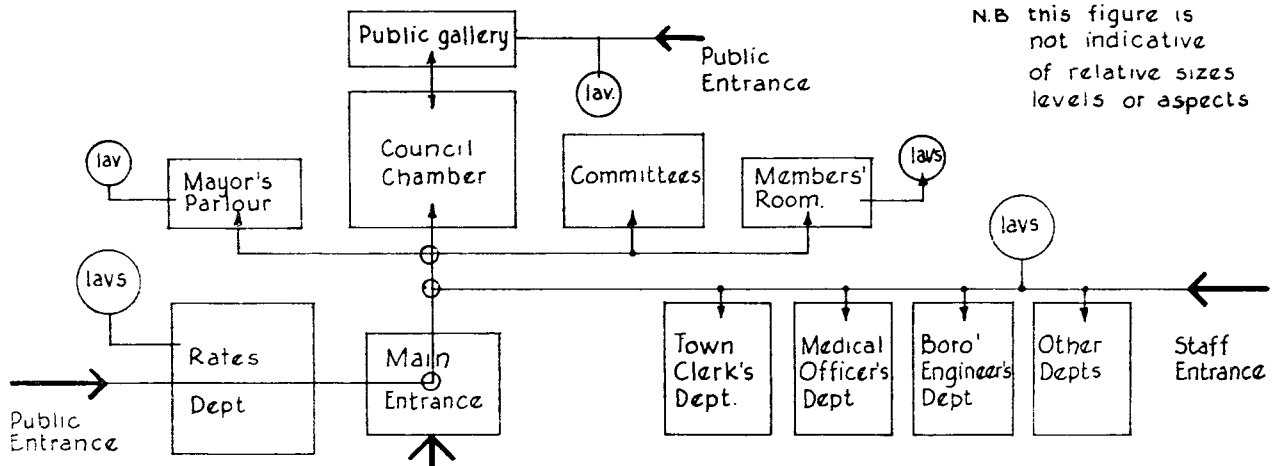 N.B this figure is
not indicative
of relative sizes
levels or aspects
Public gallery
lav.
Public
Entrance
lav
Mayor's
Parlour
Council
Chamber
Committees
Members'
Room.
lavs
lavs
lavs
Rates
Dept
Main
Entrance
Town
Clerk's
Dept.
Medical
Officer's
Dept
Boro'
Engineer's
Dept
Other
Depts
Staff
Entrance
Public
Entrance